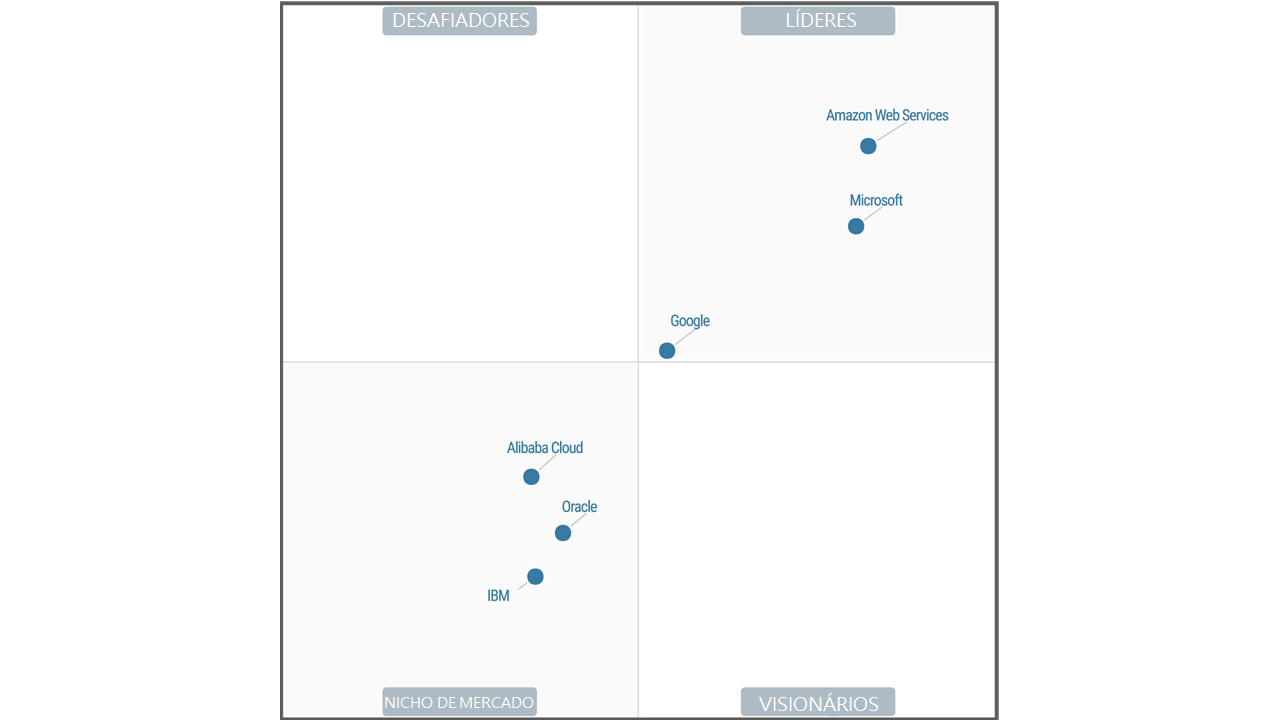 DESAFIADORES
LÍDERES
Amazon Web Services
Microsoft
Google
Alibaba Cloud
Oracle
IBM
NICHO DE MERCADO
VISIONÁRIOS